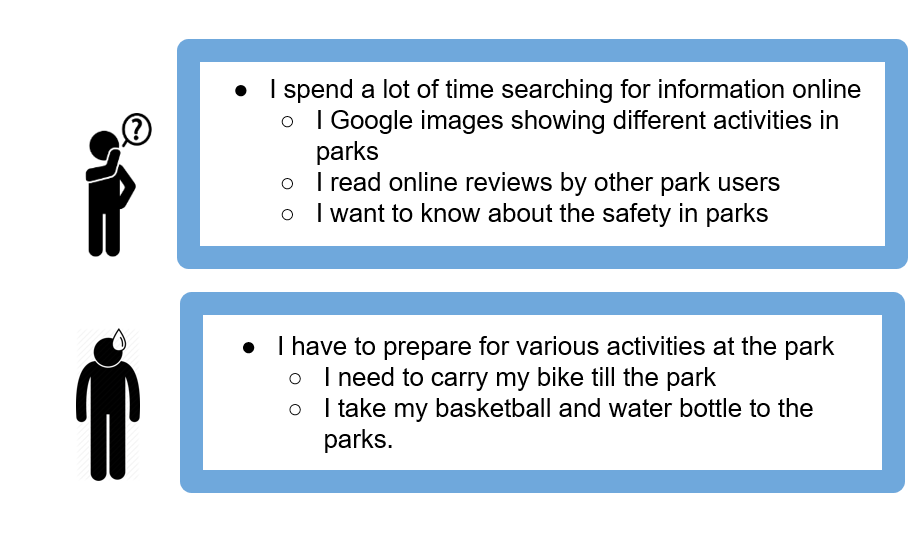 ● I spend a lot of time searching for information online
○ I Google images showing different activities in
parks
○ I read online reviews by other park users
○ I want to know about the safety in parks
● I have to prepare for various activities at the park
○ I need to carry my bike till the park
○ I take my basketball and water bottle to the
parks.